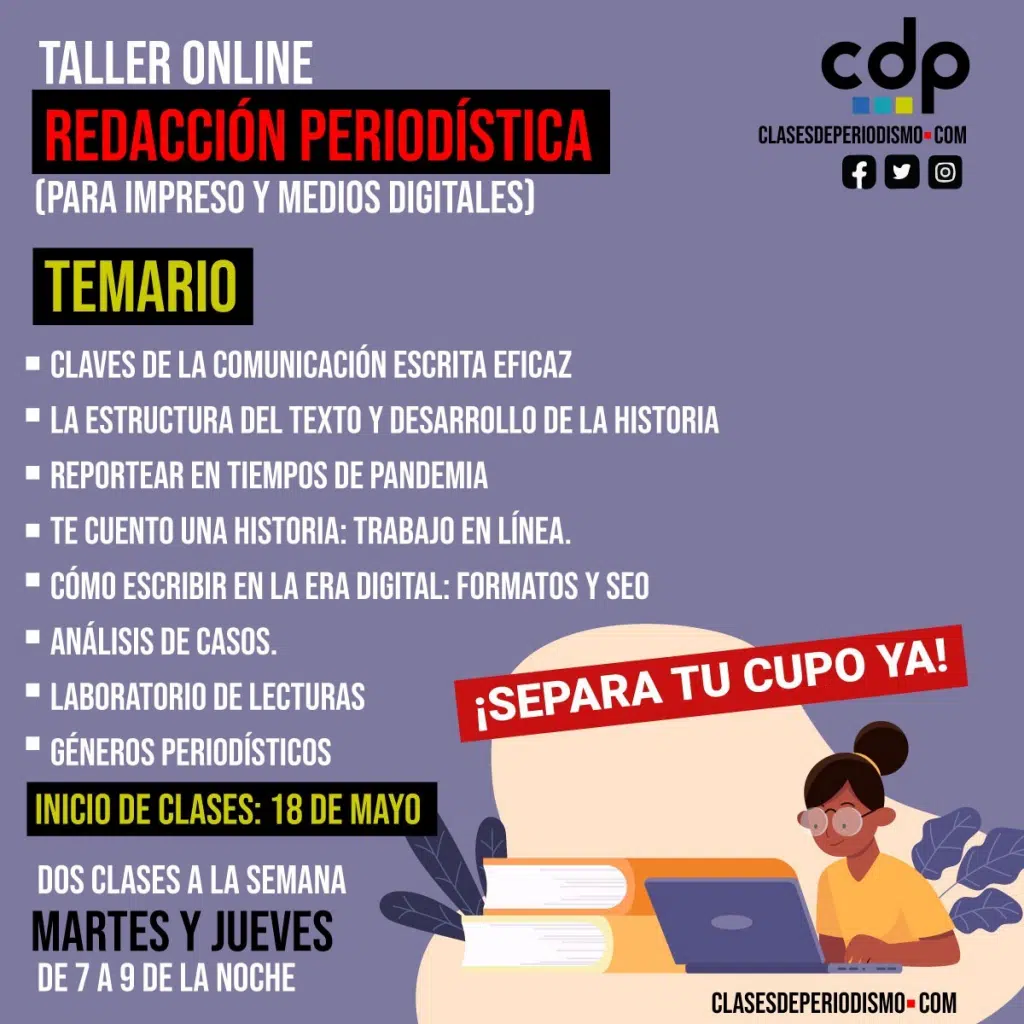 TALLER ONLINE
REDACCIÓN PERIODÍSTICA
(PARA IMPRESO Y MEDIOS DIGITALES)
cdp
CLASESDEPERIODISMO.COM
TEMARIO
CLAVES DE LA COMUNICACIÓN ESCRITA EFICAZ
LA ESTRUCTURA DEL TEXTO Y DESARROLLO DE LA HISTORIA
REPORTEAR EN TIEMPOS DE PANDEMIA
TE CUENTO UNA HISTORIA: TRABAJO EN LÍNEA.
CÓMO ESCRIBIR EN LA ERA DIGITAL: FORMATOS Y SEO
ANÁLISIS DE CASOS.
LABORATORIO DE LECTURAS
GÉNEROS PERIODÍSTICOS
¡SEPARA TU CUPO YA!
INICIO DE CLASES: 18 DE MAYO
DOS CLASES A LA SEMANA
MARTES Y JUEVES
DE 7 A 9 DE LA NOCHE
CLASESDEPERIODISMO.COM